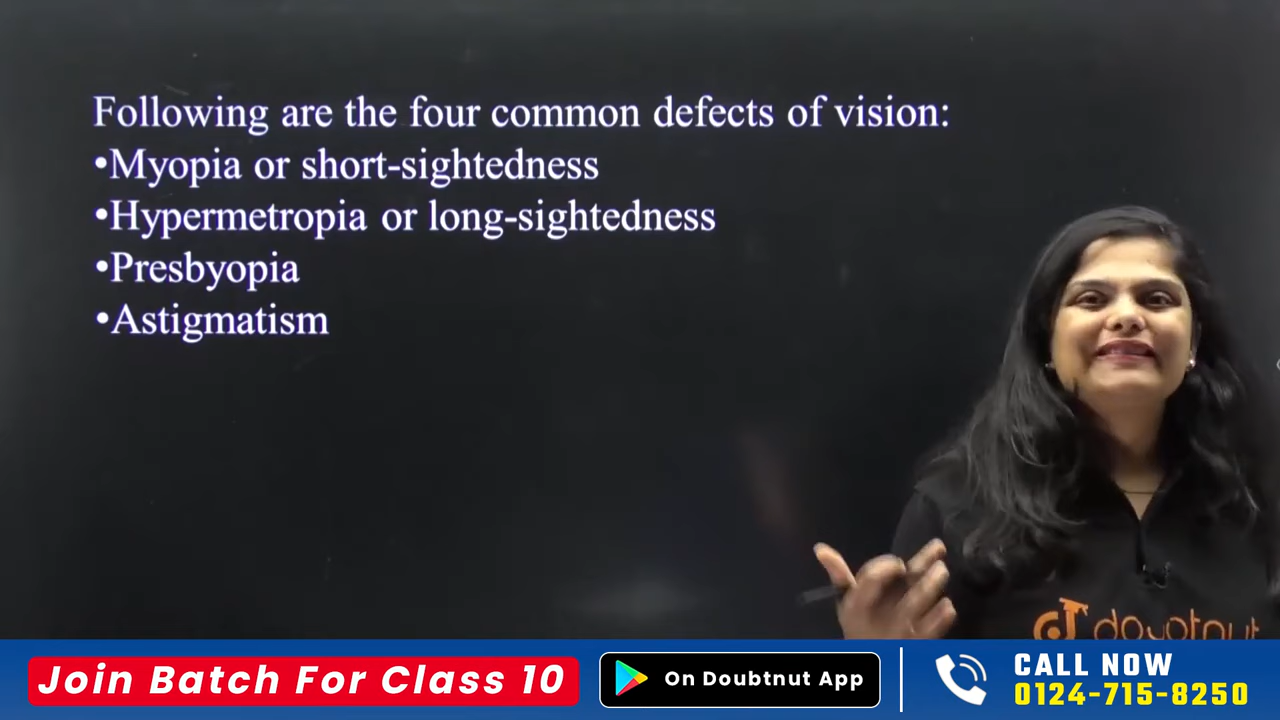 Following are the four common defects of vision:
•Myopia or short-sightedness
•Hypermetropia or long-sightedness
•Presbyopia
•Astigmatism
doubtnut
Join Batch For Class 10
On Doubtnut App
CALL NOW
0124-715-8250